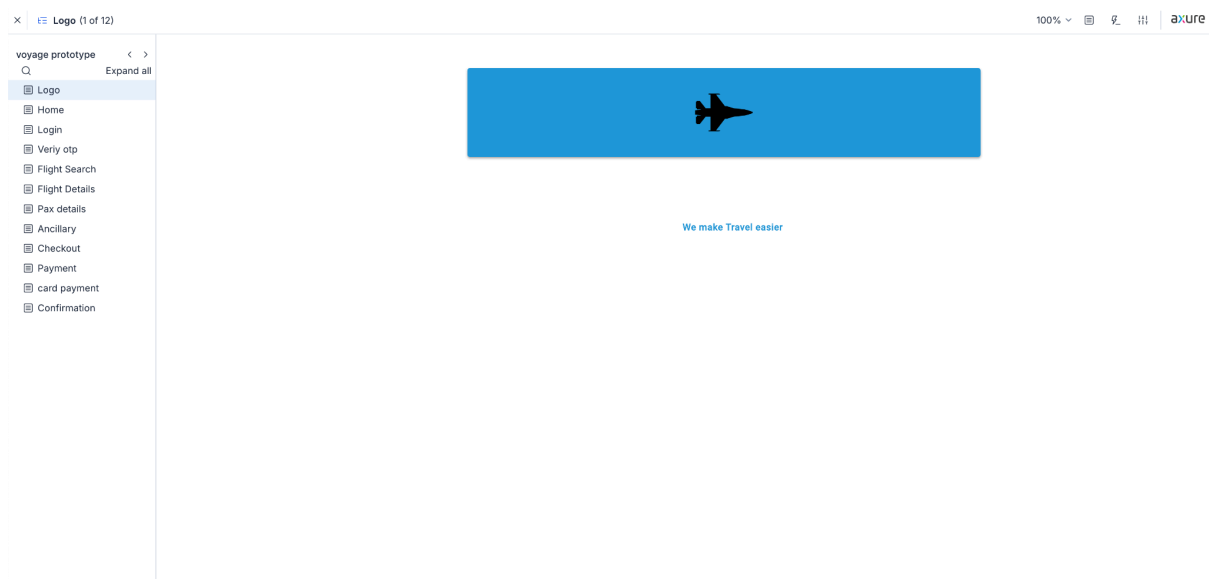 Logo (1 of 12)
100%
axure
voyage prototype
Expand all
Logo
Home
Login
Veriy otp
Flight Search
Flight Details
Pax details
Ancillary
Checkout
Payment
card payment
Confirmation
We make Travel easier